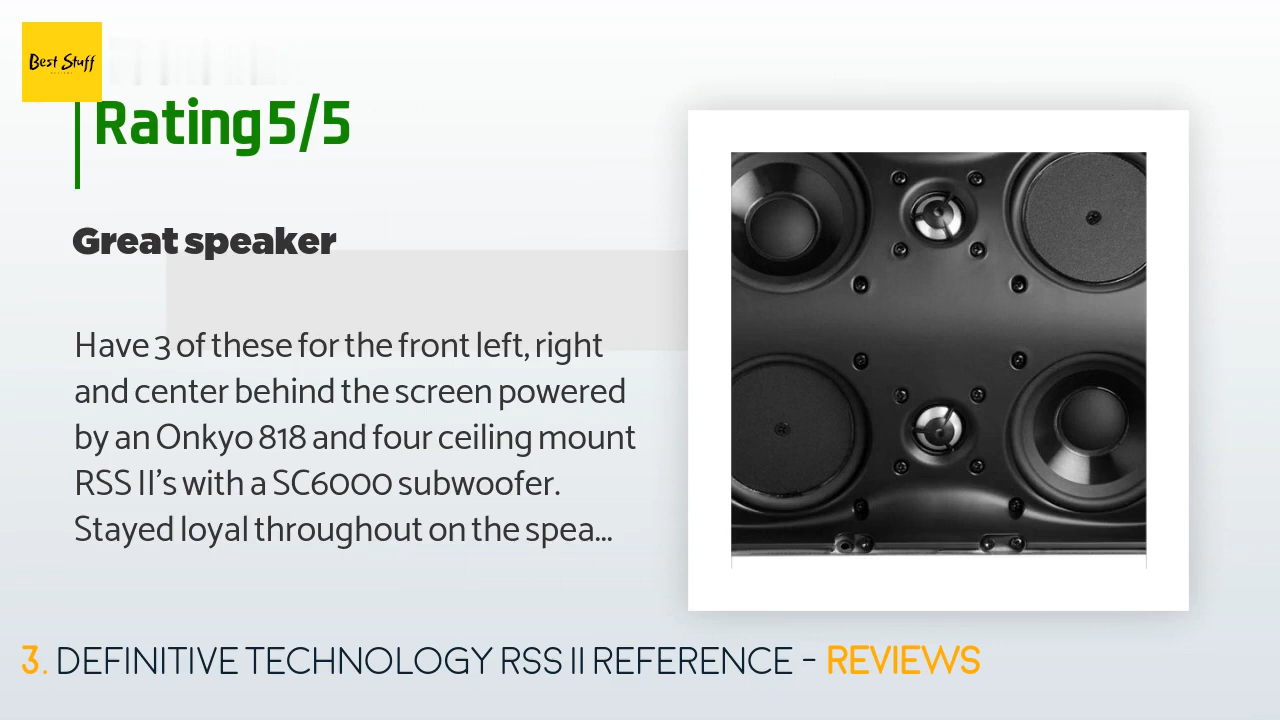 Best Stuff
Rating 5/5
Great speaker
Have 3 of these for the front left, right
and center behind the screen powered
by an Onkyo 818 and four ceiling mount
RSS II's with a SC6000 subwoofer.
Stayed loyal throughout on the spea...
3. DEFINITIVE TECHNOLOGY RSS II REFERENCE - REVIEWS